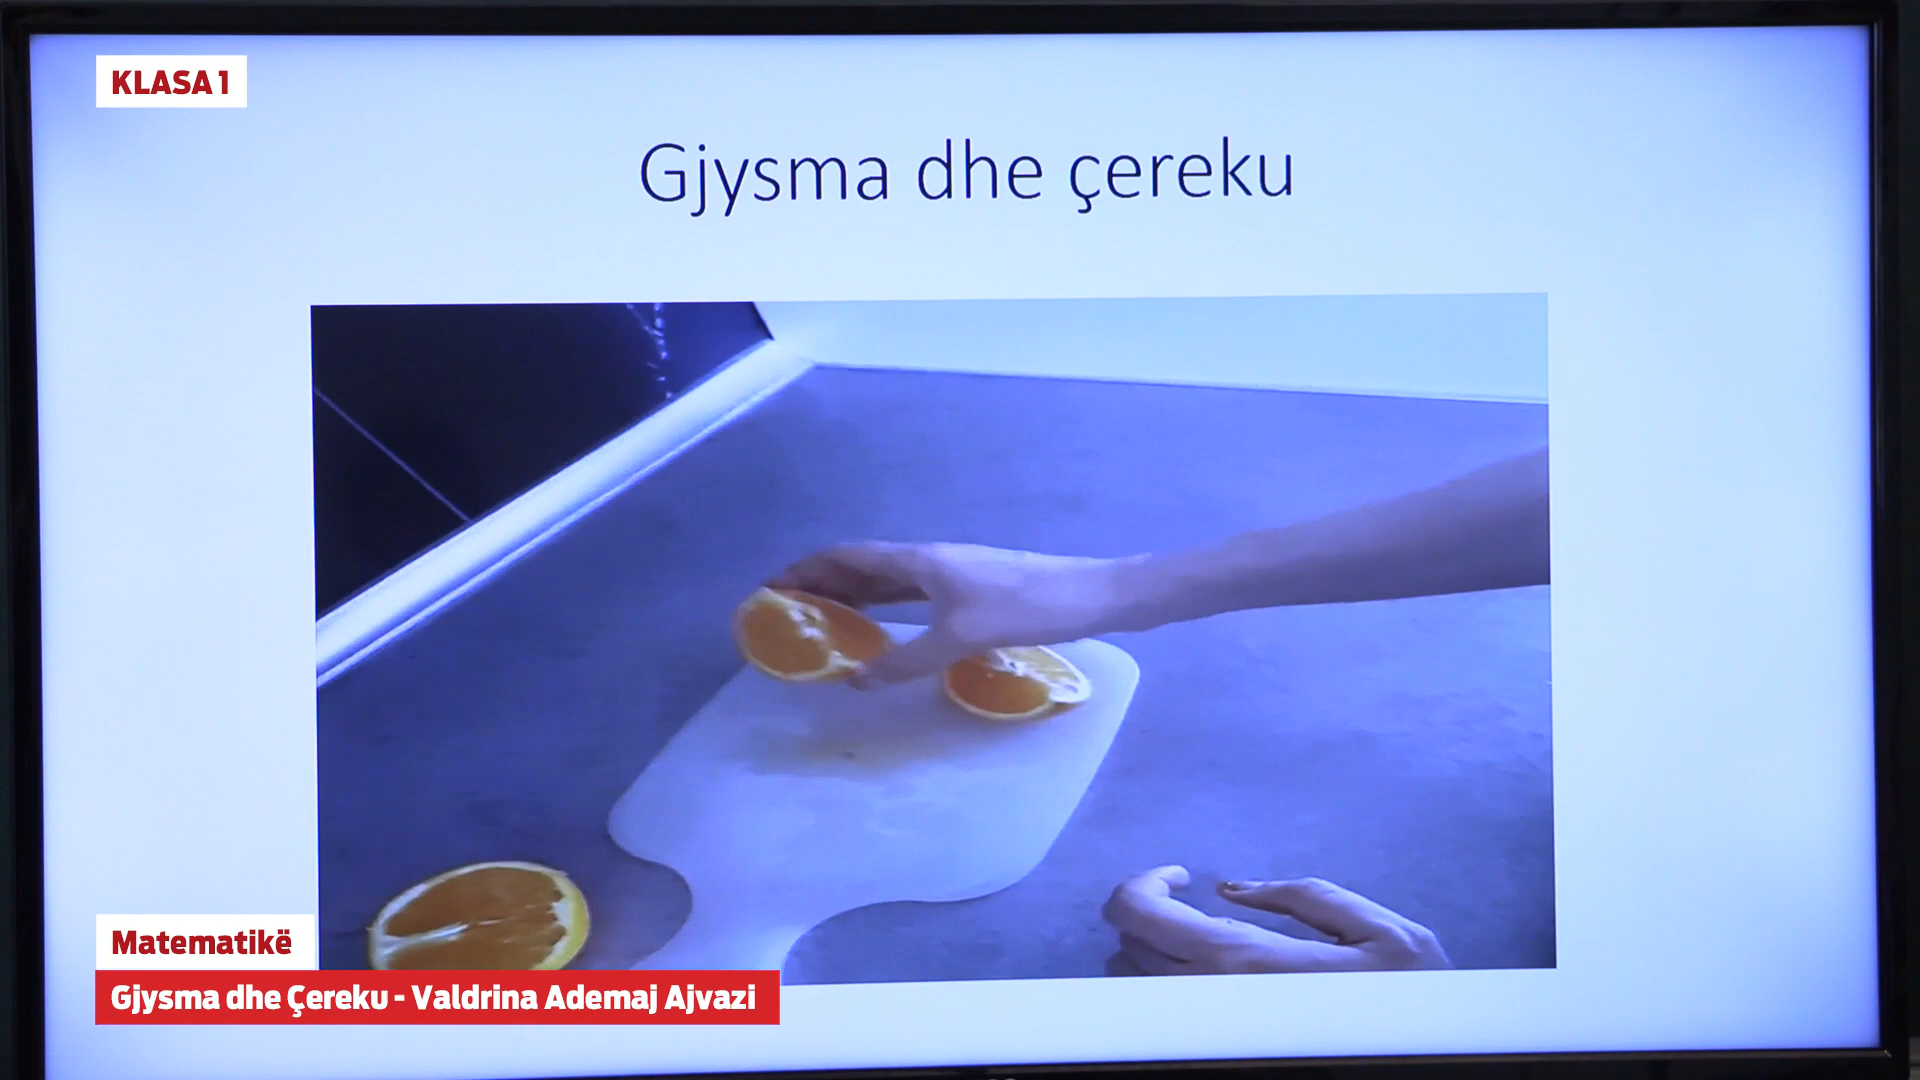 KLASA 1
Gjysma dhe çereku
Matematikë
Gjysma dhe Çereku - Valdrina Ademaj Ajvazi